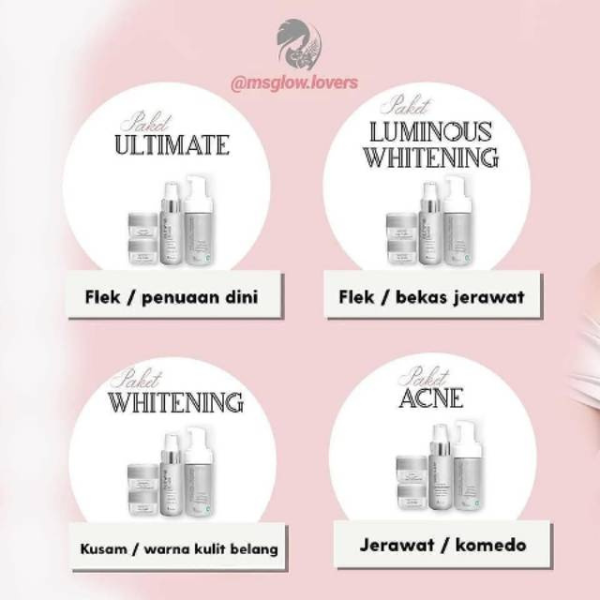 @msglow.lovers
Paket
ULTIMATE
Flek / penuaan dini
Paket
LUMINOUS
WHITENING
Flek / bekas jerawat
Paket
WHITENING
Kusam / warna kulit belang
Paket
ACNE
Jerawat / komedo